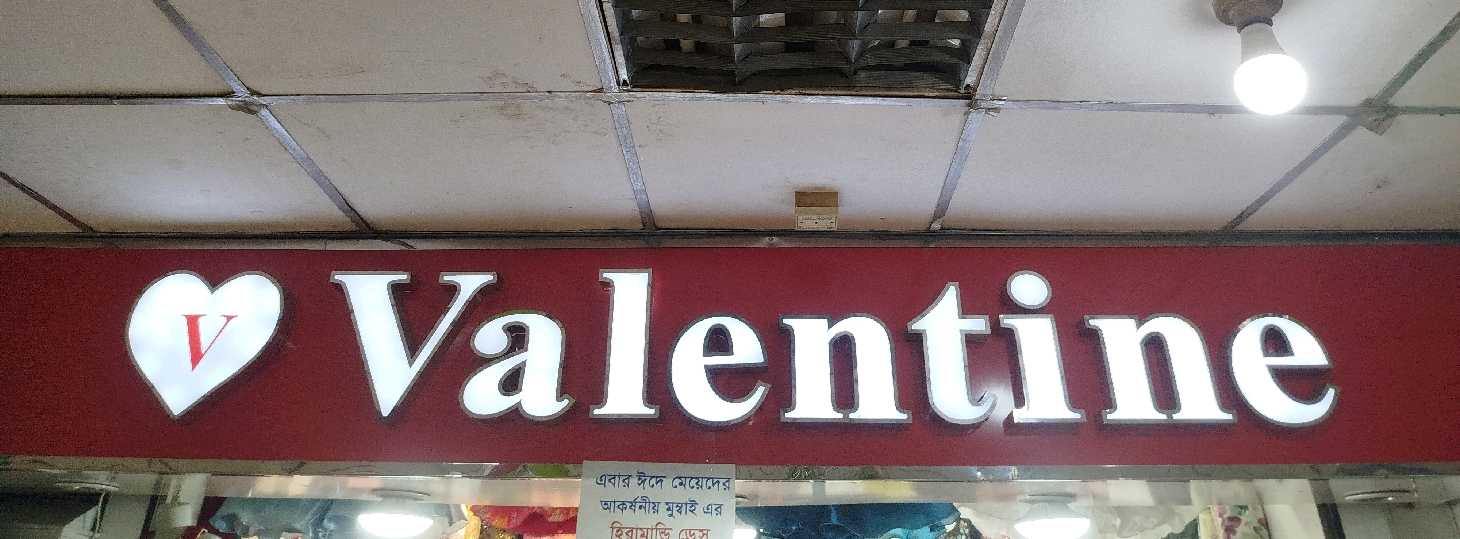 V Valentine
এবার ঈদে মেয়েদের
আকর্ষনীয় মুম্বাই এর
হিরামান্ডি ড্রেস